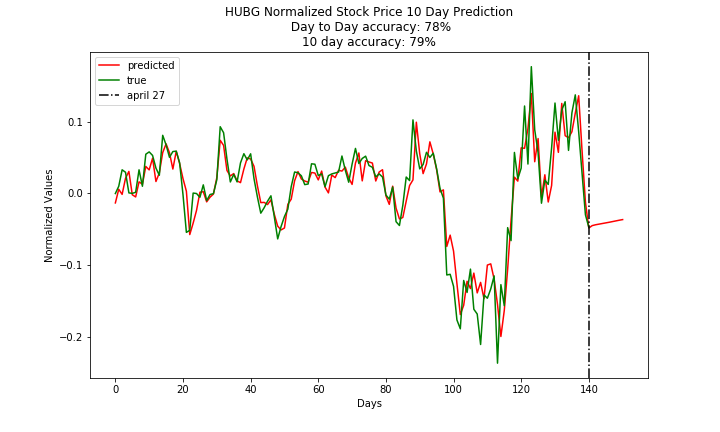 HUBG Normalized Stock Price 10 Day Prediction
Day to Day accuracy: 78%
10 day accuracy: 79%
predicted
true
april 27
Normalized Values
0.1
0.0
−0.1
−0.2
0 20 40 60 80 100 120 140
Days